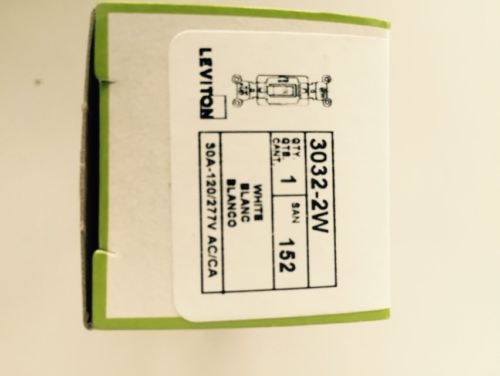 LEVITON
3032-2W
QTY. QTE. CANT. 1 SAN 152
WHITE
BLANC
BLANCO
30A-120/277V AC/CA